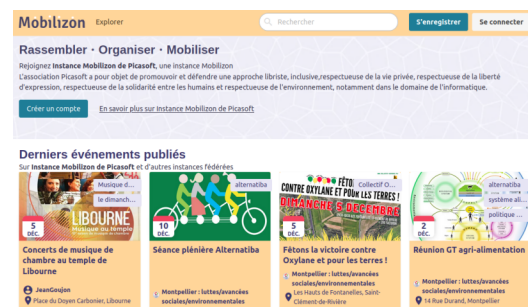 Mobilizon Explorer Rechercher S'enregistrer Se connecter
Rassembler · Organiser · Mobiliser
Rejoignez Instance Mobilizon de Picasoft, une instance Mobilizon
L'association Picasoft a pour objet de promouvoir et défendre une approche libriste, inclusive,respectueuse de la vie privée, respectueuse de la liberté
d'expression, respectueuse de la solidarité entre les humains et respectueuse de l'environnement, notamment dans le domaine de l'informatique.
Créer un compte En savoir plus sur Instance Mobilizon de Picasoft
Derniers événements publiés
Sur Instance Mobilizon de Picasoft et d'autres instances fédérées
Musique d...
le dimanch...
LIBOURNE
Musique au temple
5
DÉC.
Concerts de musique de
chambre au temple de
Libourne
JeanGoujon
Place du Doyen Carbonier, Libourne
alternatiba
10
DÉC.
Séance plénière Alternatiba
Montpellier : luttes/avancées
sociales/environnementales
Collectif O...
CONTRE OXYLANE ET POUR LES TERRES !
DIMANCHE 5 DECEMBRE
5
DÉC.
Fêtons la victoire contre
Oxylane et pour les terres !
Montpellier : luttes/avancées
sociales/environnementales
Les Hauts de Fontanelles, Saint-
Clément-de-Rivière
alternatiba
système ali...
politique ...
2
DÉC.
Réunion GT agri-alimentation
Montpellier : luttes/avancées
sociales/environnementales
14 Rue Durand, Montpellier